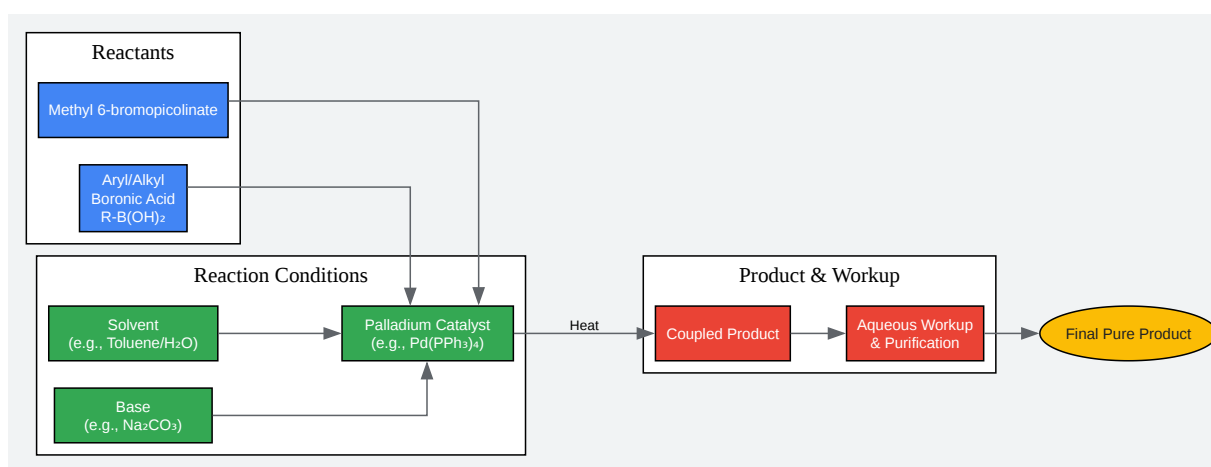 Reactants
Methyl 6-bromopicolinate
Aryl/Alkyl
Boronic Acid
R-B(OH)₂
Reaction Conditions
Solvent
(e.g., Toluene/H₂O)
Palladium Catalyst
(e.g., Pd(PPh₃)₄)
Base
(e.g., Na₂CO₃)
Heat
Product & Workup
Coupled Product
Aqueous Workup
& Purification
Final Pure Product